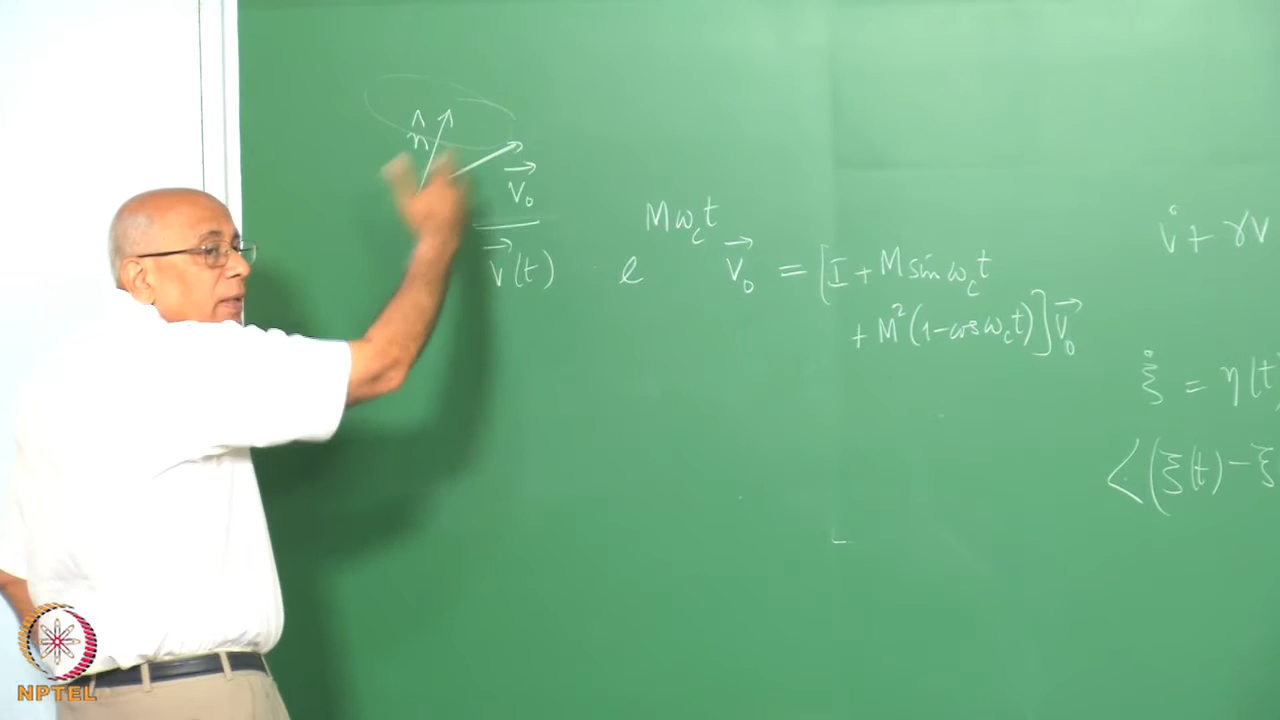 n̂
v⃗₀
v⃗(t) · e^{Mω_c t} v⃗₀ = [I + M sin ω_c t
+ M²(1 - cos ω_c t)] v⃗₀
v̇ + γv
ξ̇ = η(t)
<(ξ(t) - ξ
NPTEL